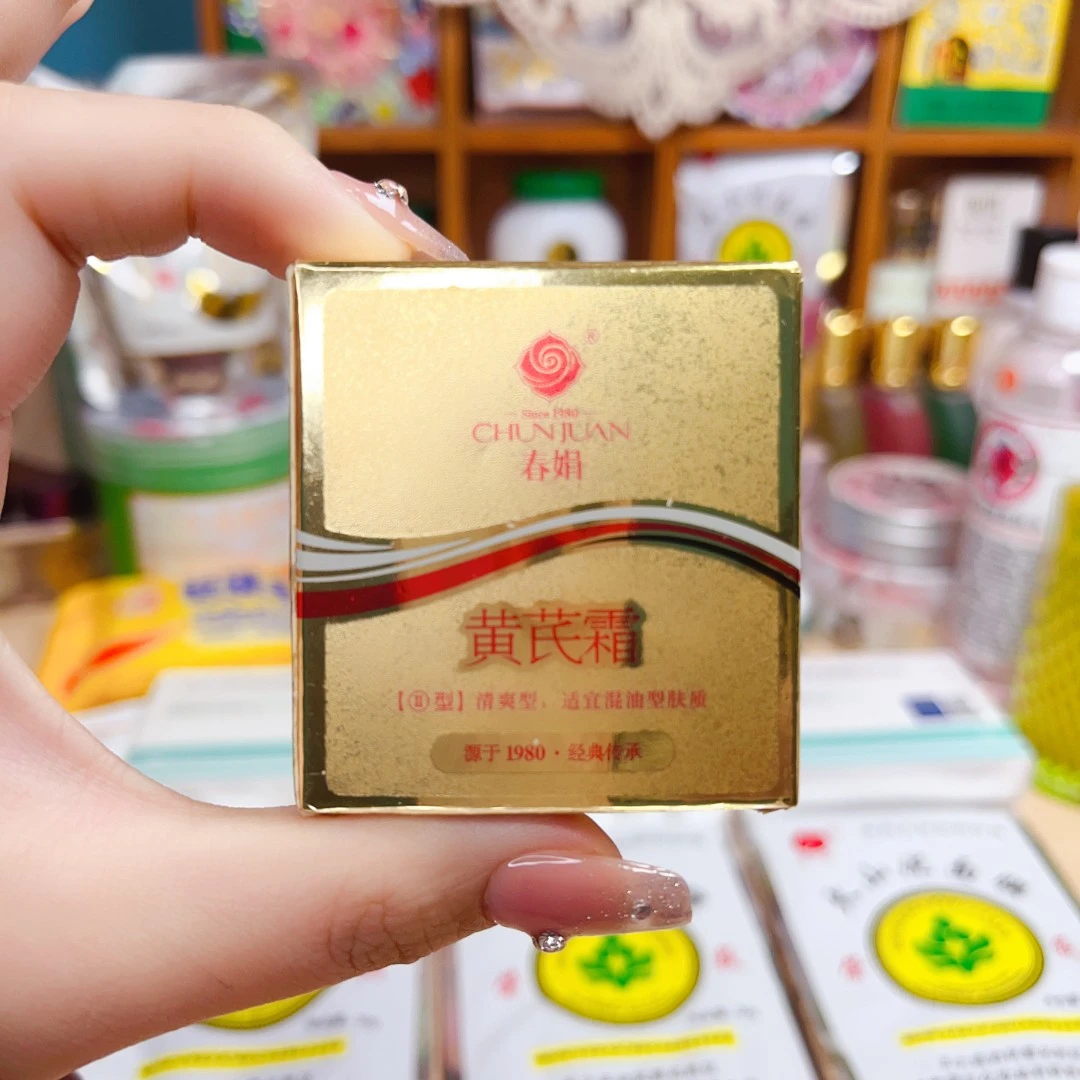 ®
Since 1980
CHUNJUAN
春娟
黄芪霜
【Ⅱ型】清爽型，适宜混油型肤质
源于1980·经典传承